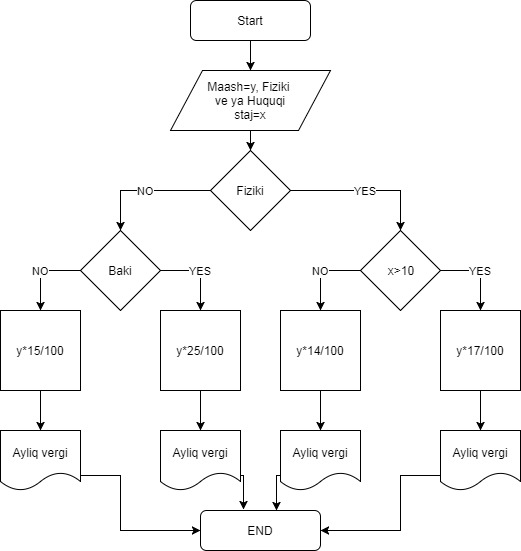 Start
Maash=y, Fiziki
ve ya Huquqi
staj=x
Fiziki
NO
YES
Baki
x>10
NO
YES
NO
YES
y*15/100
y*25/100
y*14/100
y*17/100
Ayliq vergi
Ayliq vergi
Ayliq vergi
Ayliq vergi
END